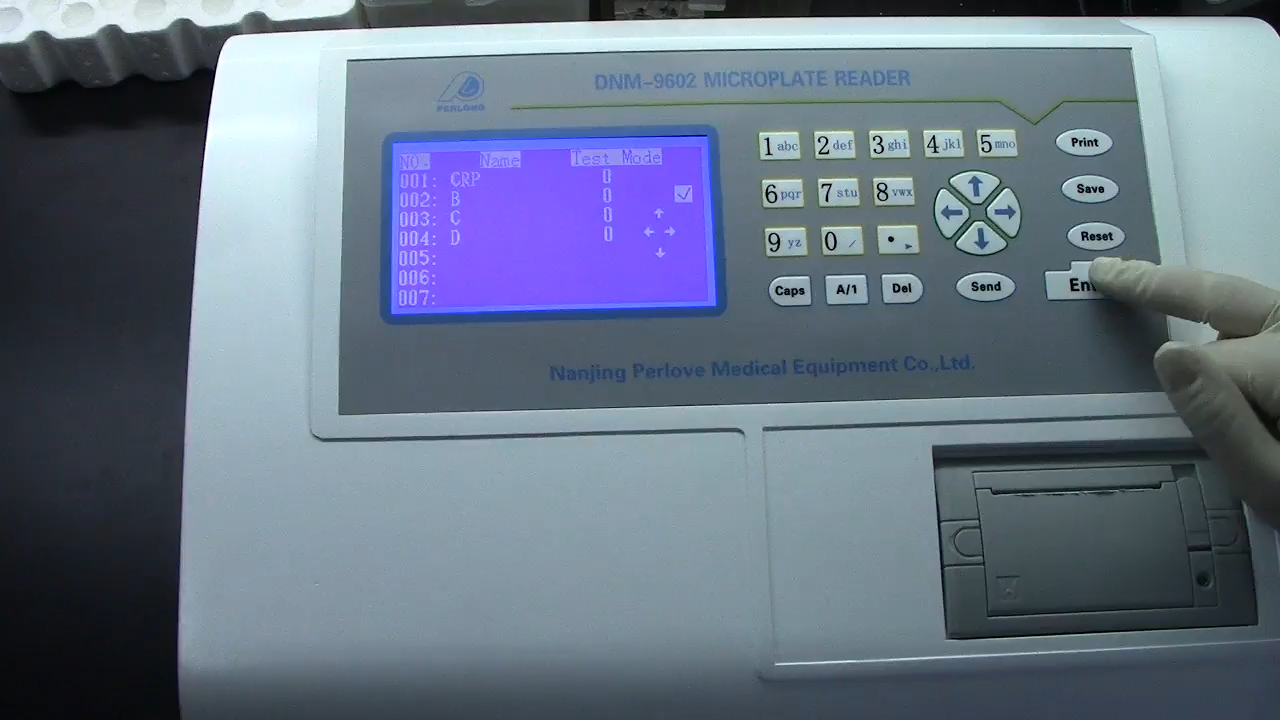 PERLONG
DNM-9602 MICROPLATE READER
NO. Name Test Mode
001: CRP 0
002: B 0
003: C 0
004: D 0
005:
006:
007:
1 abc 2 def 3 ghi 4 jkl 5 mno
6 pqr 7 stu 8 vwx
9 yz 0 / .
Caps A/1 Del Send
Print
Save
Reset
Nanjing Perlove Medical Equipment Co.,Ltd.